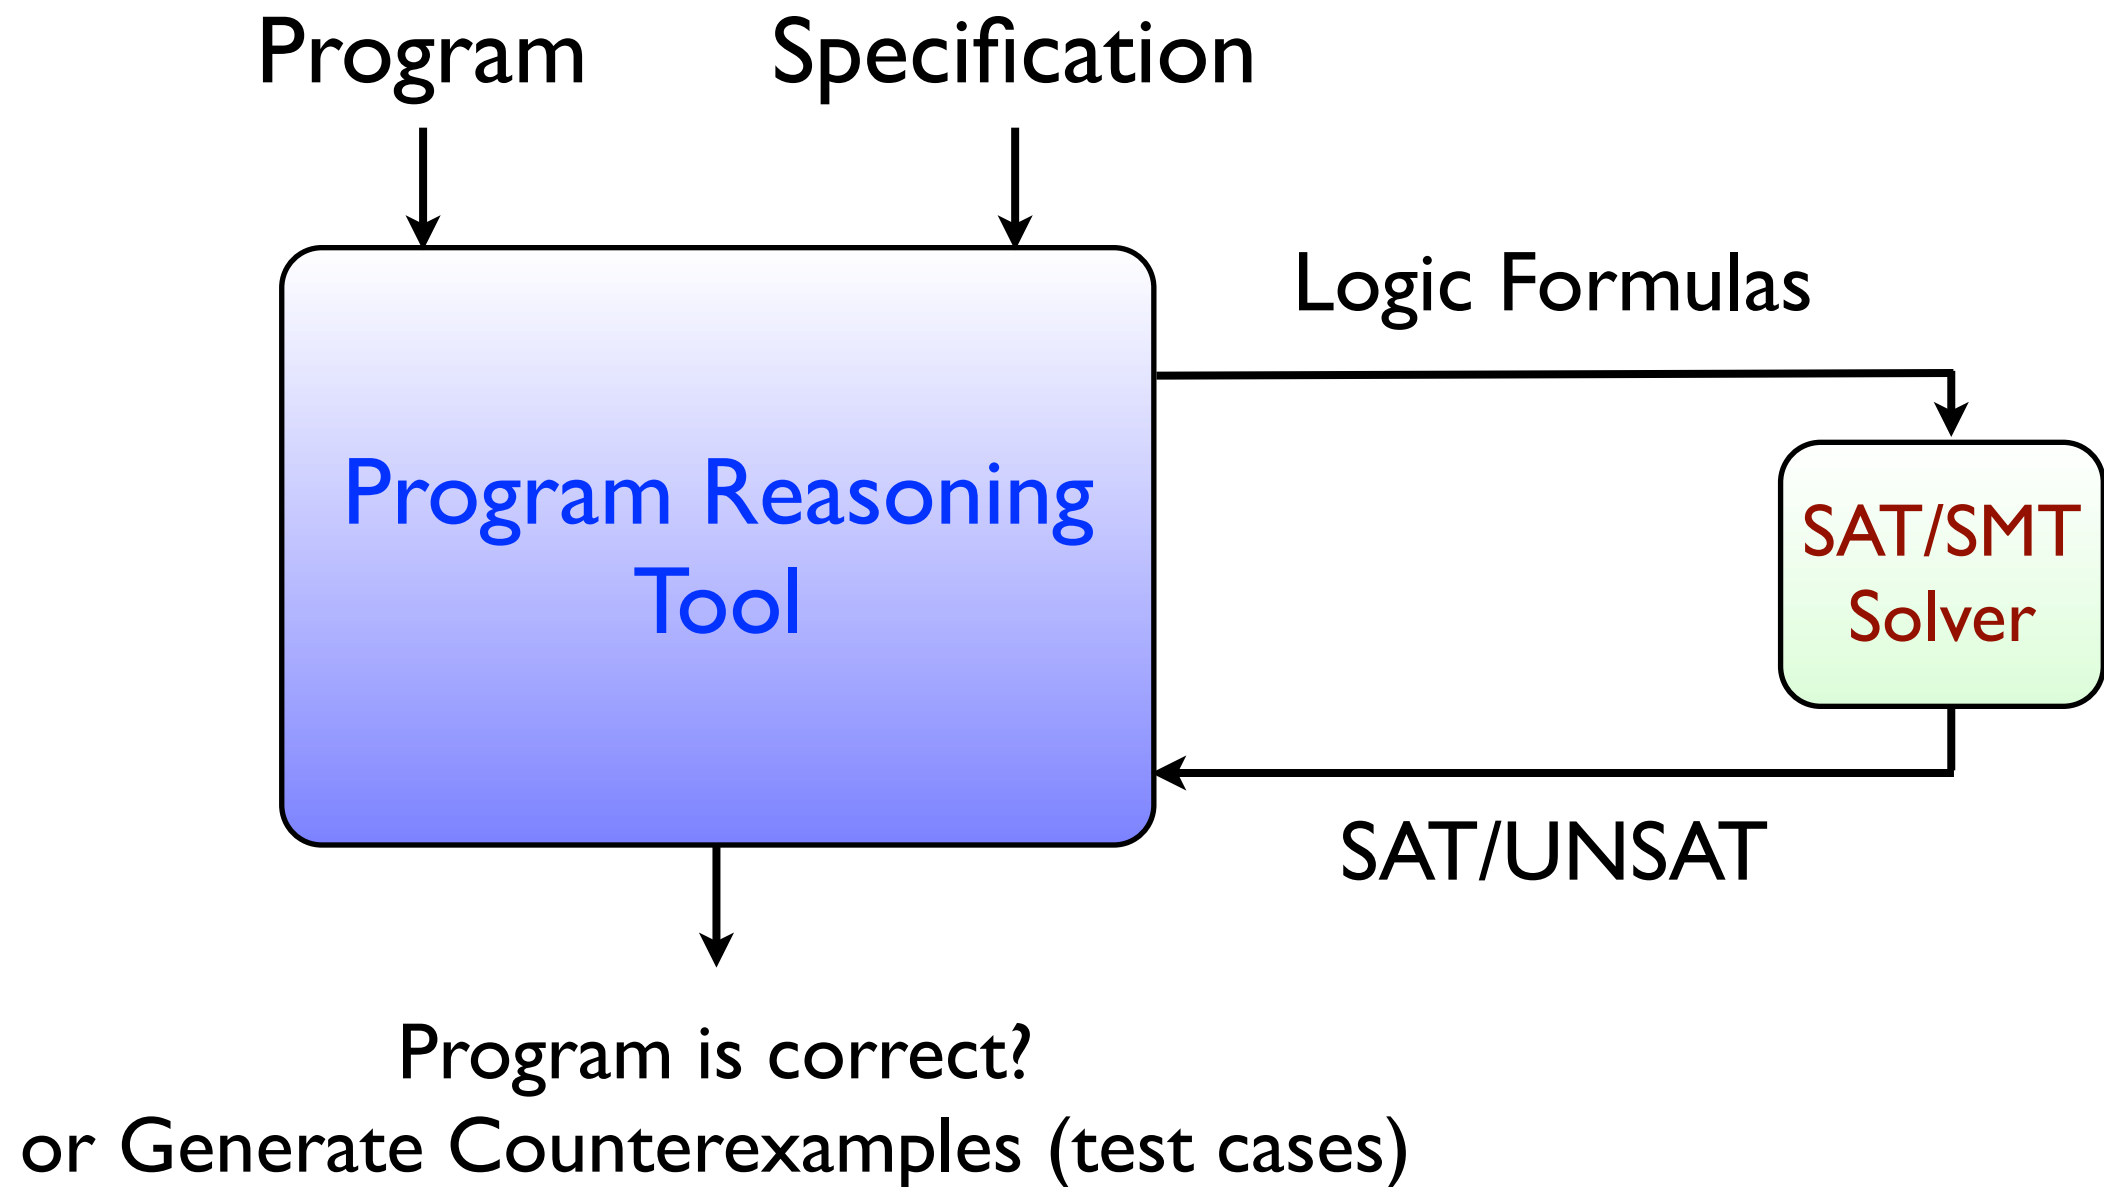 Program
Specification
Logic Formulas
Program Reasoning
Tool
SAT/SMT
Solver
SAT/UNSAT
Program is correct?
or Generate Counterexamples (test cases)